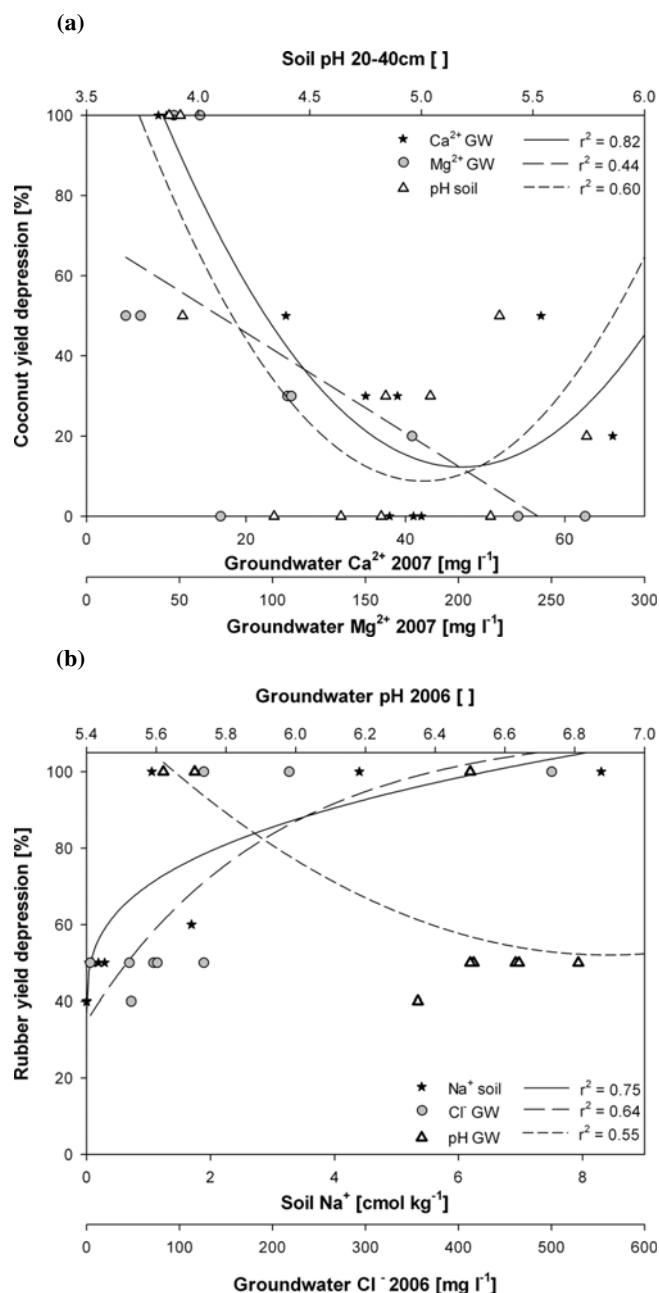 (a)
Soil pH 20-40cm [ ]
3.5 4.0 4.5 5.0 5.5 6.0
Coconut yield depression [%]
100
80
60
40
20
0
Ca²⁺ GW r² = 0.82
Mg²⁺ GW r² = 0.44
pH soil r² = 0.60
20 40 60
Groundwater Ca²⁺ 2007 [mg l⁻¹]
0 50 100 150 200 250 300
Groundwater Mg²⁺ 2007 [mg l⁻¹]
(b)
Groundwater pH 2006 [ ]
5.4 5.6 5.8 6.0 6.2 6.4 6.6 6.8 7.0
Rubber yield depression [%]
100
80
60
40
20
0
Na⁺ soil r² = 0.75
Cl⁻ GW r² = 0.64
pH GW r² = 0.55
0 2 4 6 8
Soil Na⁺ [cmol kg⁻¹]
0 100 200 300 400 500 600
Groundwater Cl⁻ 2006 [mg l⁻¹]